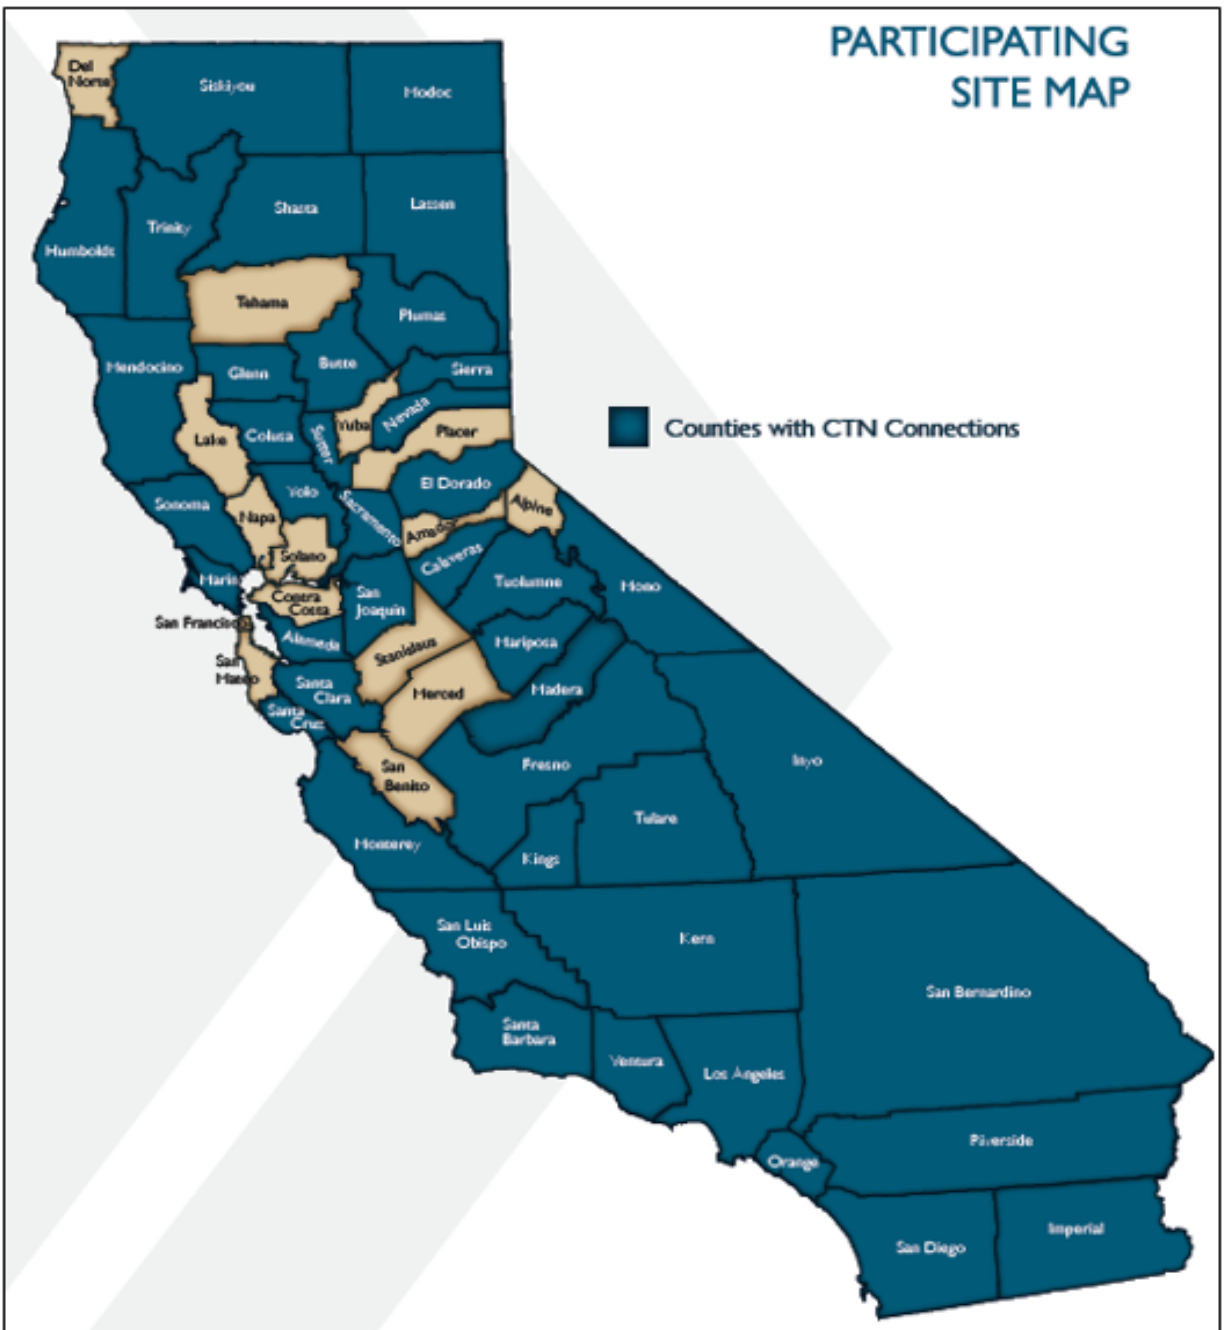 PARTICIPATING
SITE MAP
Del
Norte
Siskiyou
Modoc
Humboldt
Trinity
Shasta
Lassen
Tehama
Plumas
Mendocino
Glenn
Butte
Sierra
Lake
Colusa
Sutter
Yuba
Nevada
Placer
Counties with CTN Connections
Sonoma
Napa
Yolo
Sacramento
El Dorado
Amador
Alpine
Marin
Solano
Contra
Costa
San
Joaquin
Calaveras
Tuolumne
Mono
San Francisco
Alameda
Stanislaus
Mariposa
San
Mateo
Santa
Clara
Merced
Madera
Santa
Cruz
San
Benito
Fresno
Inyo
Monterey
Kings
Tulare
San Luis
Obispo
Kern
San Bernardino
Santa
Barbara
Ventura
Los Angeles
Orange
Riverside
San Diego
Imperial